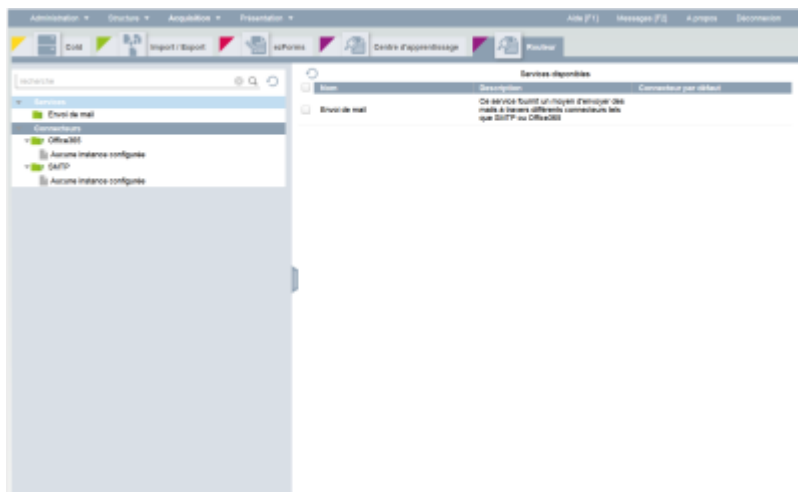 Administration Structure Acquisition Présentation Aide [F1] Messages [F2] A propos Déconnexion
Cold Import / Export ecForms Centre d'apprentissage Routeur
recherche
Services
Envoi de mail
Connecteurs
Office365
Aucune instance configurée
SMTP
Aucune instance configurée
Services disponibles
Nom Description Connecteur par défaut
Envoi de mail
Ce service fournit un moyen d'envoyer des
mails à travers différents connecteurs tels
que SMTP ou Office365